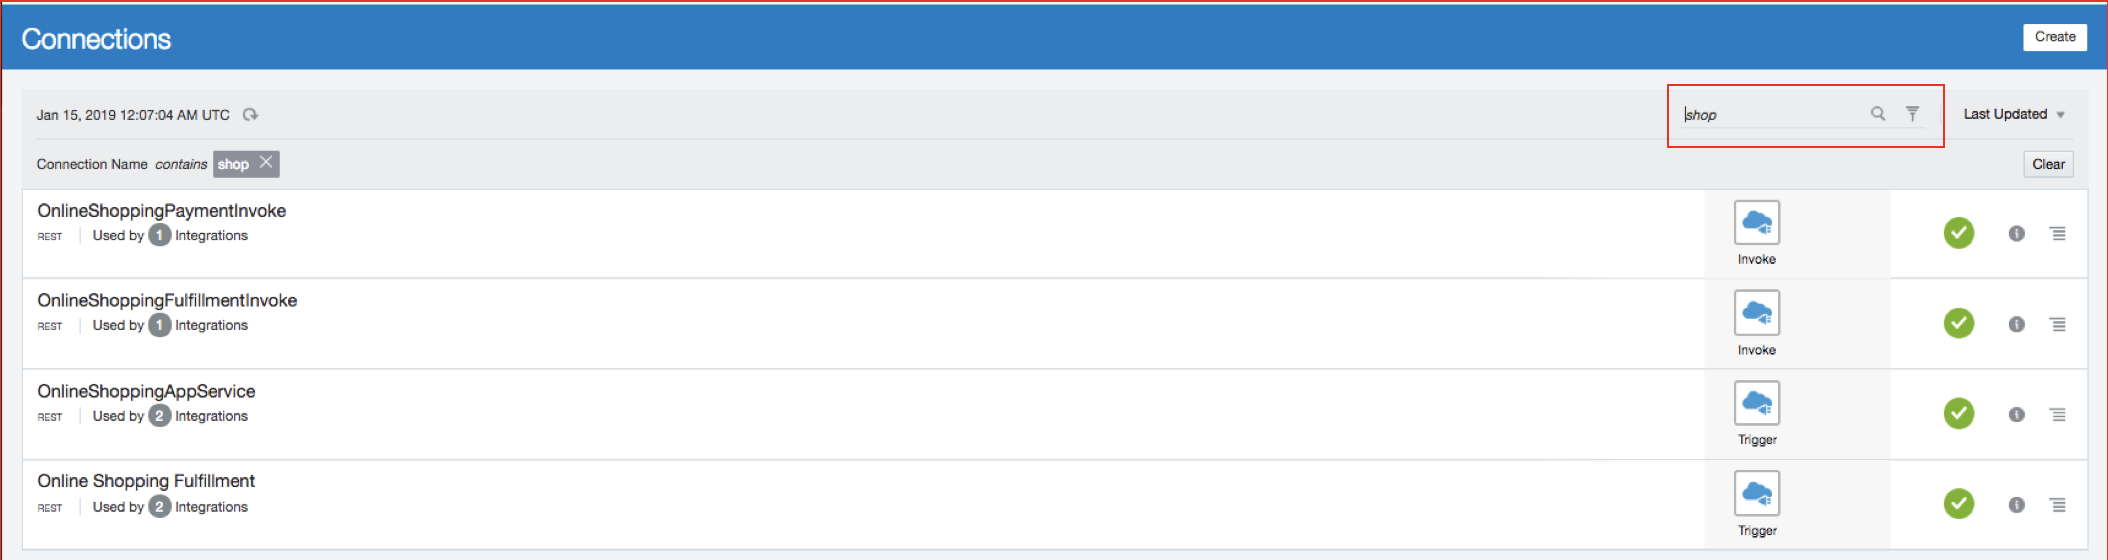 Connections
Create
Jan 15, 2019 12:07:04 AM UTC
shop
Last Updated
Connection Name contains shop
Clear
OnlineShoppingPaymentInvoke
REST Used by 1 Integrations
Invoke
OnlineShoppingFulfillmentInvoke
REST Used by 1 Integrations
Invoke
OnlineShoppingAppService
REST Used by 2 Integrations
Trigger
Online Shopping Fulfillment
REST Used by 2 Integrations
Trigger